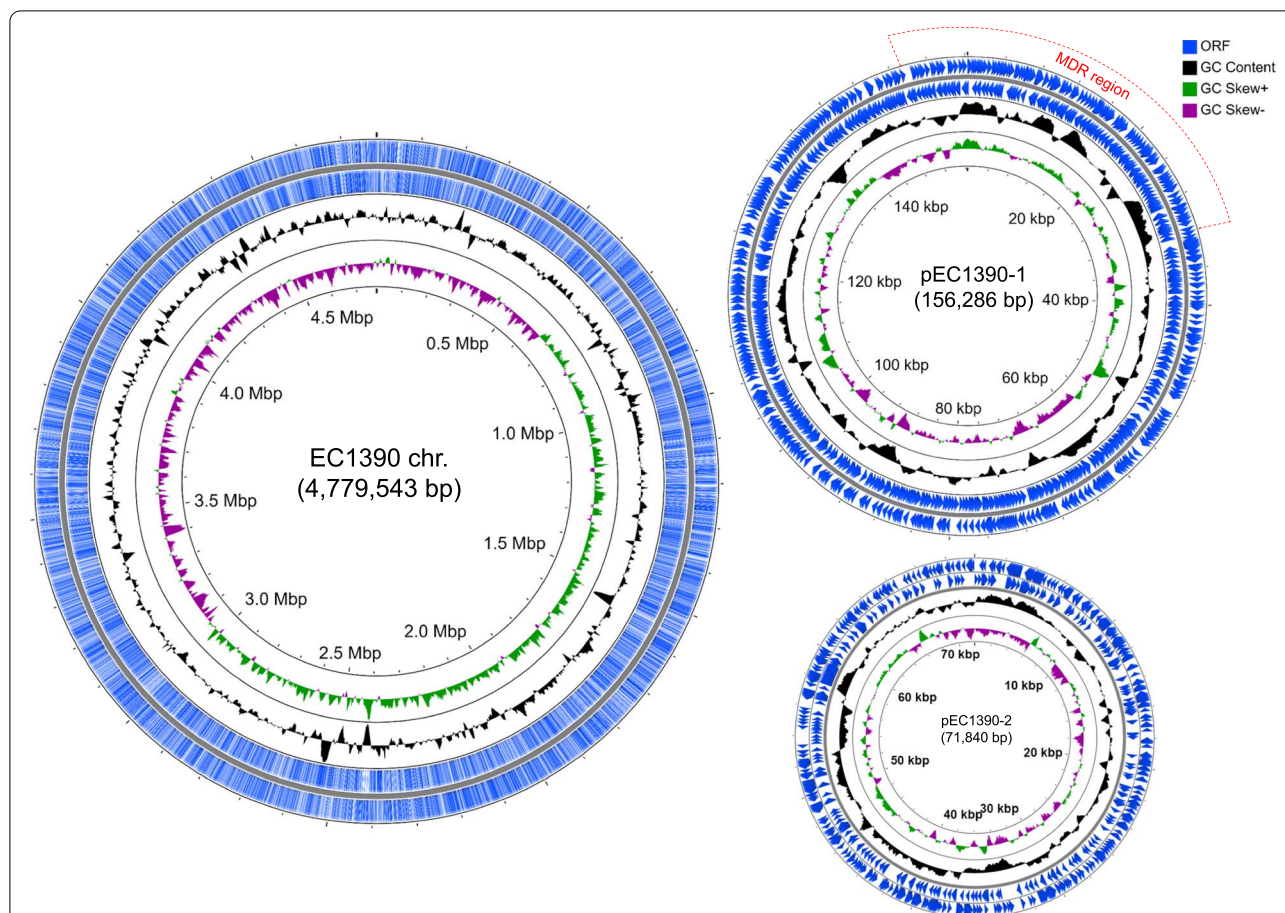 MDR region
ORF
GC Content
GC Skew+
GC Skew-
4.5 Mbp
0.5 Mbp
4.0 Mbp
1.0 Mbp
EC1390 chr.
(4,779,543 bp)
3.5 Mbp
1.5 Mbp
3.0 Mbp
2.0 Mbp
2.5 Mbp
140 kbp
20 kbp
120 kbp
pEC1390-1
(156,286 bp)
40 kbp
100 kbp
60 kbp
80 kbp
70 kbp
10 kbp
60 kbp
pEC1390-2
(71,840 bp)
20 kbp
50 kbp
40 kbp
30 kbp